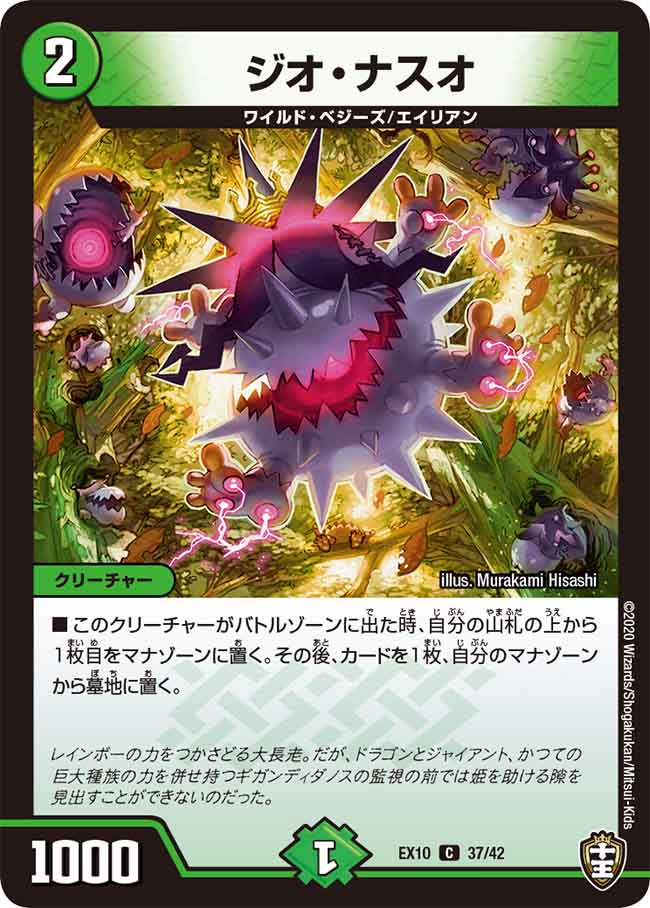 2
ジオ・ナスオ
ワイルド・ベジーズ/エイリアン
illus. Murakami Hisashi
クリーチャー
■このクリーチャーがバトルゾーンに出た時、自分の山札の上から
1枚目をマナゾーンに置く。その後、カードを1枚、自分のマナゾーン
から墓地に置く。
レインボーの力をつかさどる大長走。だが、ドラゴンとジャイアント、かつての
巨大種族の力を併せ持つギガンディダノスの監視の前では姫を助ける隙を
見出すことができないのだった。
©2020 Wizards/Shogakukan/Mitsui-Kids
1000
1
EX10 C 37/42
十王